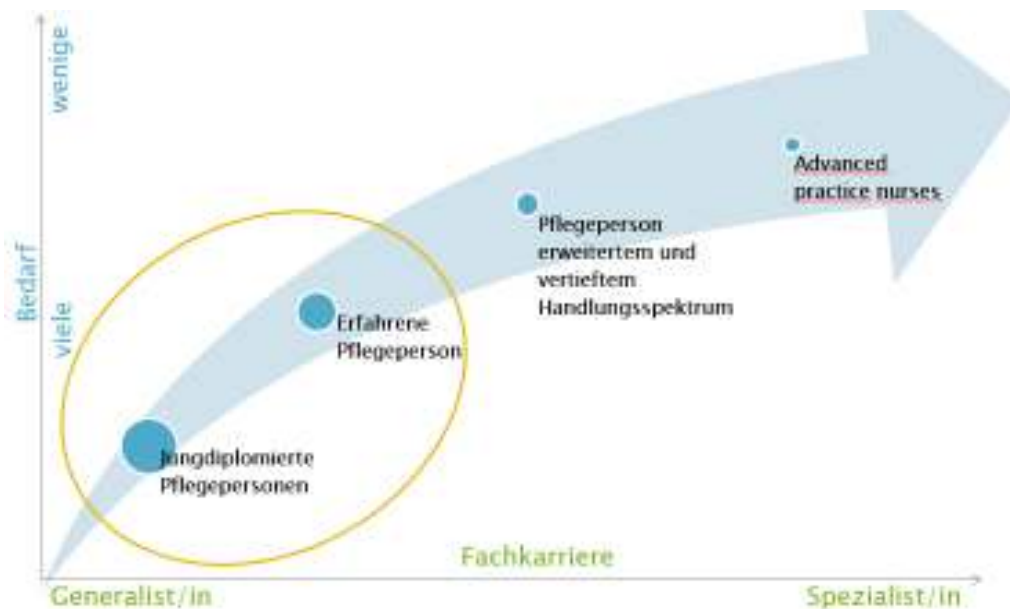 wenige
Bedarf
viele
Advanced
practice nurses
Pflegeperson
erweitertem und
vertieftem
Handlungsspektrum
Erfahrene
Pflegeperson
Jungdiplomierte
Pflegepersonen
Fachkarriere
Generalist/in
Spezialist/in